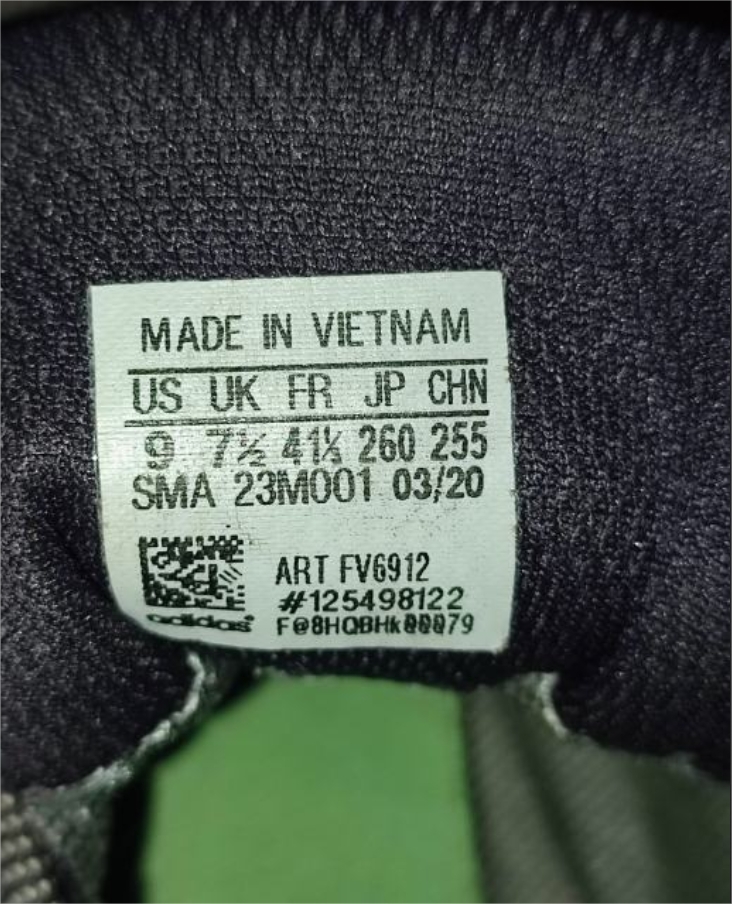 MADE IN VIETNAM
US UK FR JP CHN
9 7½ 41⅓ 260 255
SMA 23M001 03/20
ART FV6912
#125498122
adidas